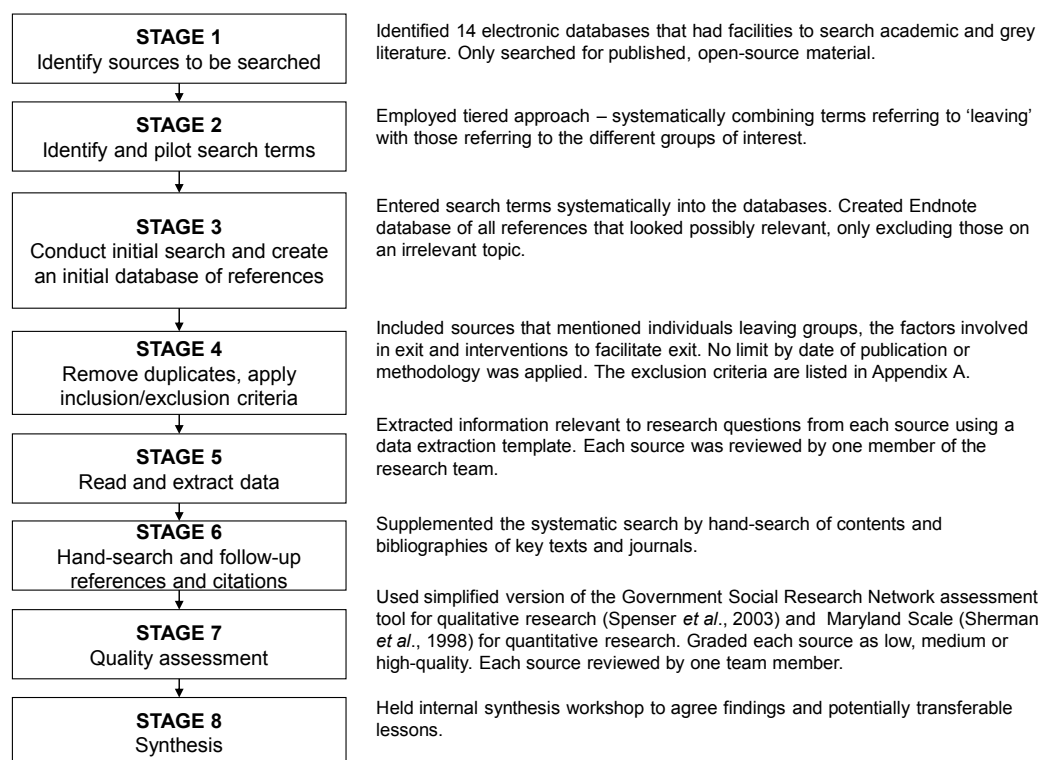 STAGE 1
Identify sources to be searched
Identified 14 electronic databases that had facilities to search academic and grey
literature. Only searched for published, open-source material.
STAGE 2
Identify and pilot search terms
Employed tiered approach – systematically combining terms referring to ‘leaving’
with those referring to the different groups of interest.
STAGE 3
Conduct initial search and create
an initial database of references
Entered search terms systematically into the databases. Created Endnote
database of all references that looked possibly relevant, only excluding those on
an irrelevant topic.
STAGE 4
Remove duplicates, apply
inclusion/exclusion criteria
Included sources that mentioned individuals leaving groups, the factors involved
in exit and interventions to facilitate exit. No limit by date of publication or
methodology was applied. The exclusion criteria are listed in Appendix A.
STAGE 5
Read and extract data
Extracted information relevant to research questions from each source using a
data extraction template. Each source was reviewed by one member of the
research team.
STAGE 6
Hand-search and follow-up
references and citations
Supplemented the systematic search by hand-search of contents and
bibliographies of key texts and journals.
STAGE 7
Quality assessment
Used simplified version of the Government Social Research Network assessment
tool for qualitative research (Spenser et al., 2003) and Maryland Scale (Sherman
et al., 1998) for quantitative research. Graded each source as low, medium or
high-quality. Each source reviewed by one team member.
STAGE 8
Synthesis
Held internal synthesis workshop to agree findings and potentially transferable
lessons.